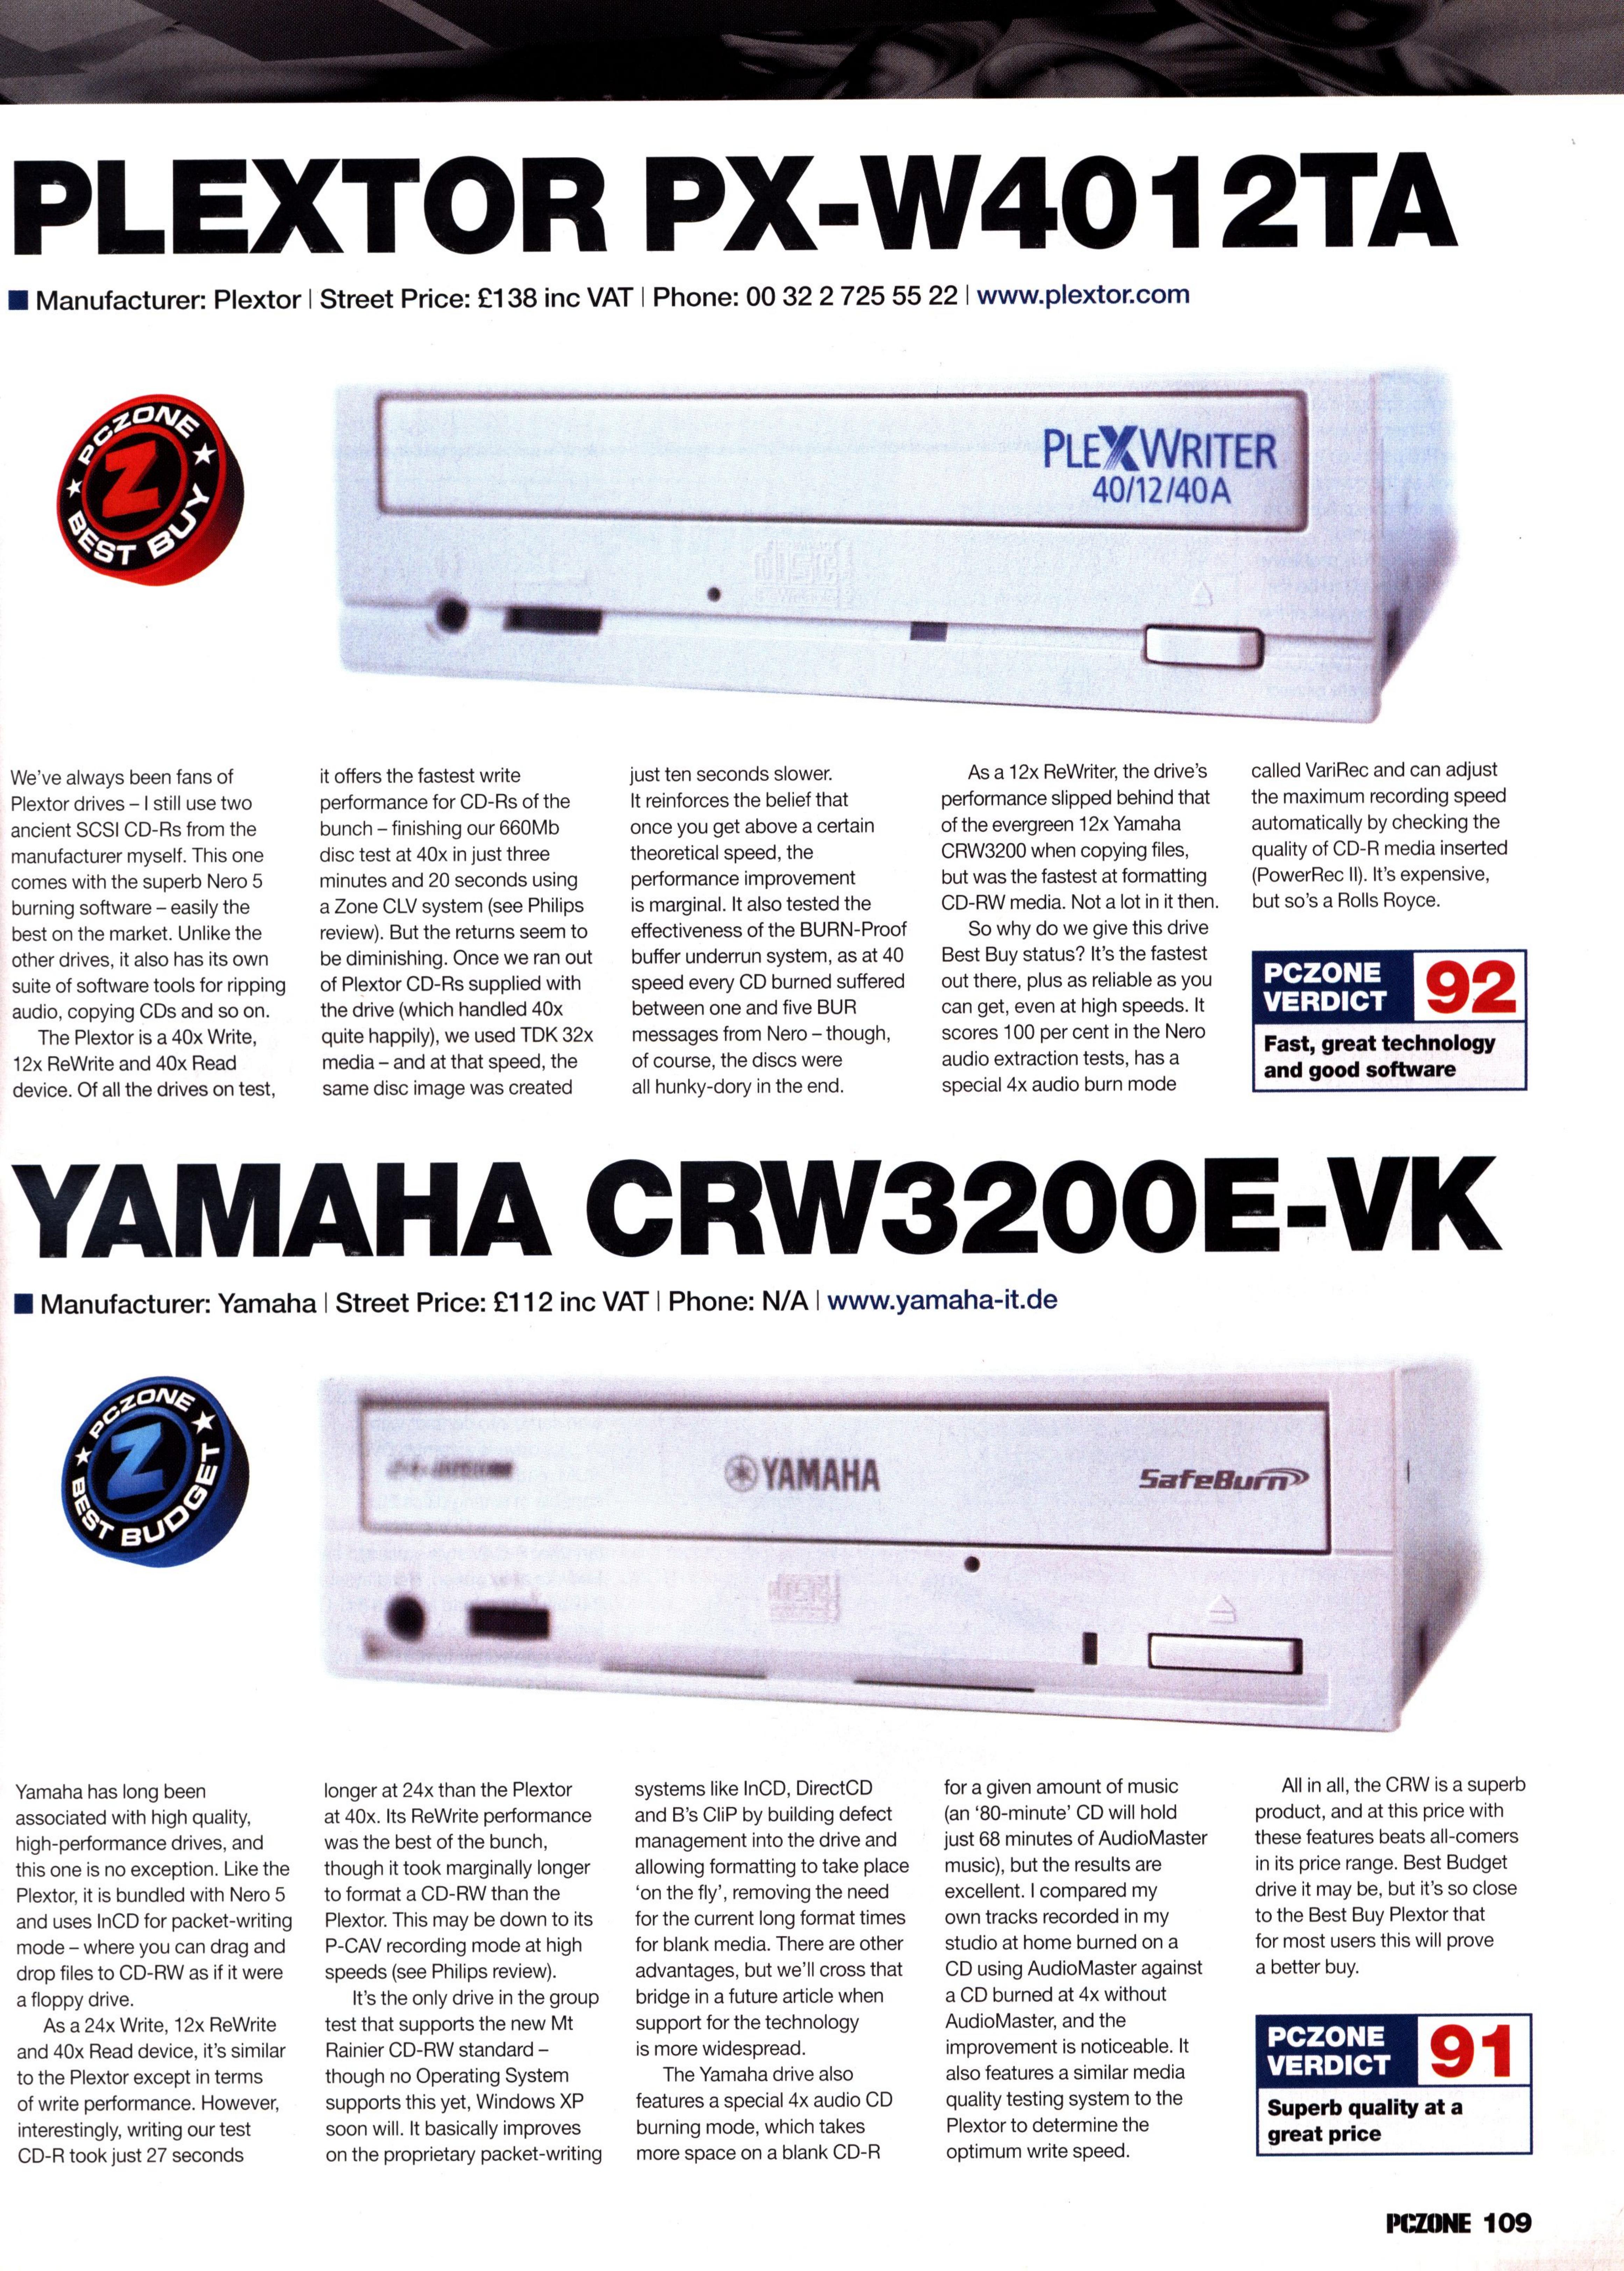 PLEXTOR PX-W4012TA
Manufacturer: Plextor | Street Price: £138 inc VAT | Phone: 00 32 2 725 55 22 | www.plextor.com
PCZONE
Z
BEST BUY
PLEXWRITER
40/12/40A
We've always been fans of
Plextor drives – I still use two
ancient SCSI CD-Rs from the
manufacturer myself. This one
comes with the superb Nero 5
burning software – easily the
best on the market. Unlike the
other drives, it also has its own
suite of software tools for ripping
audio, copying CDs and so on.
The Plextor is a 40x Write,
12x ReWrite and 40x Read
device. Of all the drives on test,
it offers the fastest write
performance for CD-Rs of the
bunch – finishing our 660Mb
disc test at 40x in just three
minutes and 20 seconds using
a Zone CLV system (see Philips
review). But the returns seem to
be diminishing. Once we ran out
of Plextor CD-Rs supplied with
the drive (which handled 40x
quite happily), we used TDK 32x
media – and at that speed, the
same disc image was created
just ten seconds slower.
It reinforces the belief that
once you get above a certain
theoretical speed, the
performance improvement
is marginal. It also tested the
effectiveness of the BURN-Proof
buffer underrun system, as at 40
speed every CD burned suffered
between one and five BUR
messages from Nero – though,
of course, the discs were
all hunky-dory in the end.
As a 12x ReWriter, the drive's
performance slipped behind that
of the evergreen 12x Yamaha
CRW3200 when copying files,
but was the fastest at formatting
CD-RW media. Not a lot in it then.
So why do we give this drive
Best Buy status? It's the fastest
out there, plus as reliable as you
can get, even at high speeds. It
scores 100 per cent in the Nero
audio extraction tests, has a
special 4x audio burn mode
called VariRec and can adjust
the maximum recording speed
automatically by checking the
quality of CD-R media inserted
(PowerRec II). It's expensive,
but so's a Rolls Royce.
PCZONE
VERDICT
92
Fast, great technology
and good software
YAMAHA CRW3200E-VK
Manufacturer: Yamaha | Street Price: £112 inc VAT | Phone: N/A | www.yamaha-it.de
PCZONE
Z
BEST BUDGET
YAMAHA
SafeBurn
Yamaha has long been
associated with high quality,
high-performance drives, and
this one is no exception. Like the
Plextor, it is bundled with Nero 5
and uses InCD for packet-writing
mode – where you can drag and
drop files to CD-RW as if it were
a floppy drive.
As a 24x Write, 12x ReWrite
and 40x Read device, it's similar
to the Plextor except in terms
of write performance. However,
interestingly, writing our test
CD-R took just 27 seconds
longer at 24x than the Plextor
at 40x. Its ReWrite performance
was the best of the bunch,
though it took marginally longer
to format a CD-RW than the
Plextor. This may be down to its
P-CAV recording mode at high
speeds (see Philips review).
It's the only drive in the group
test that supports the new Mt
Rainier CD-RW standard –
though no Operating System
supports this yet, Windows XP
soon will. It basically improves
on the proprietary packet-writing
systems like InCD, DirectCD
and B's CliP by building defect
management into the drive and
allowing formatting to take place
'on the fly', removing the need
for the current long format times
for blank media. There are other
advantages, but we'll cross that
bridge in a future article when
support for the technology
is more widespread.
The Yamaha drive also
features a special 4x audio CD
burning mode, which takes
more space on a blank CD-R
for a given amount of music
(an '80-minute' CD will hold
just 68 minutes of AudioMaster
music), but the results are
excellent. I compared my
own tracks recorded in my
studio at home burned on a
CD using AudioMaster against
a CD burned at 4x without
AudioMaster, and the
improvement is noticeable. It
also features a similar media
quality testing system to the
Plextor to determine the
optimum write speed.
All in all, the CRW is a superb
product, and at this price with
these features beats all-comers
in its price range. Best Budget
drive it may be, but it's so close
to the Best Buy Plextor that
for most users this will prove
a better buy.
PCZONE
VERDICT
91
Superb quality at a
great price
PCZONE 109